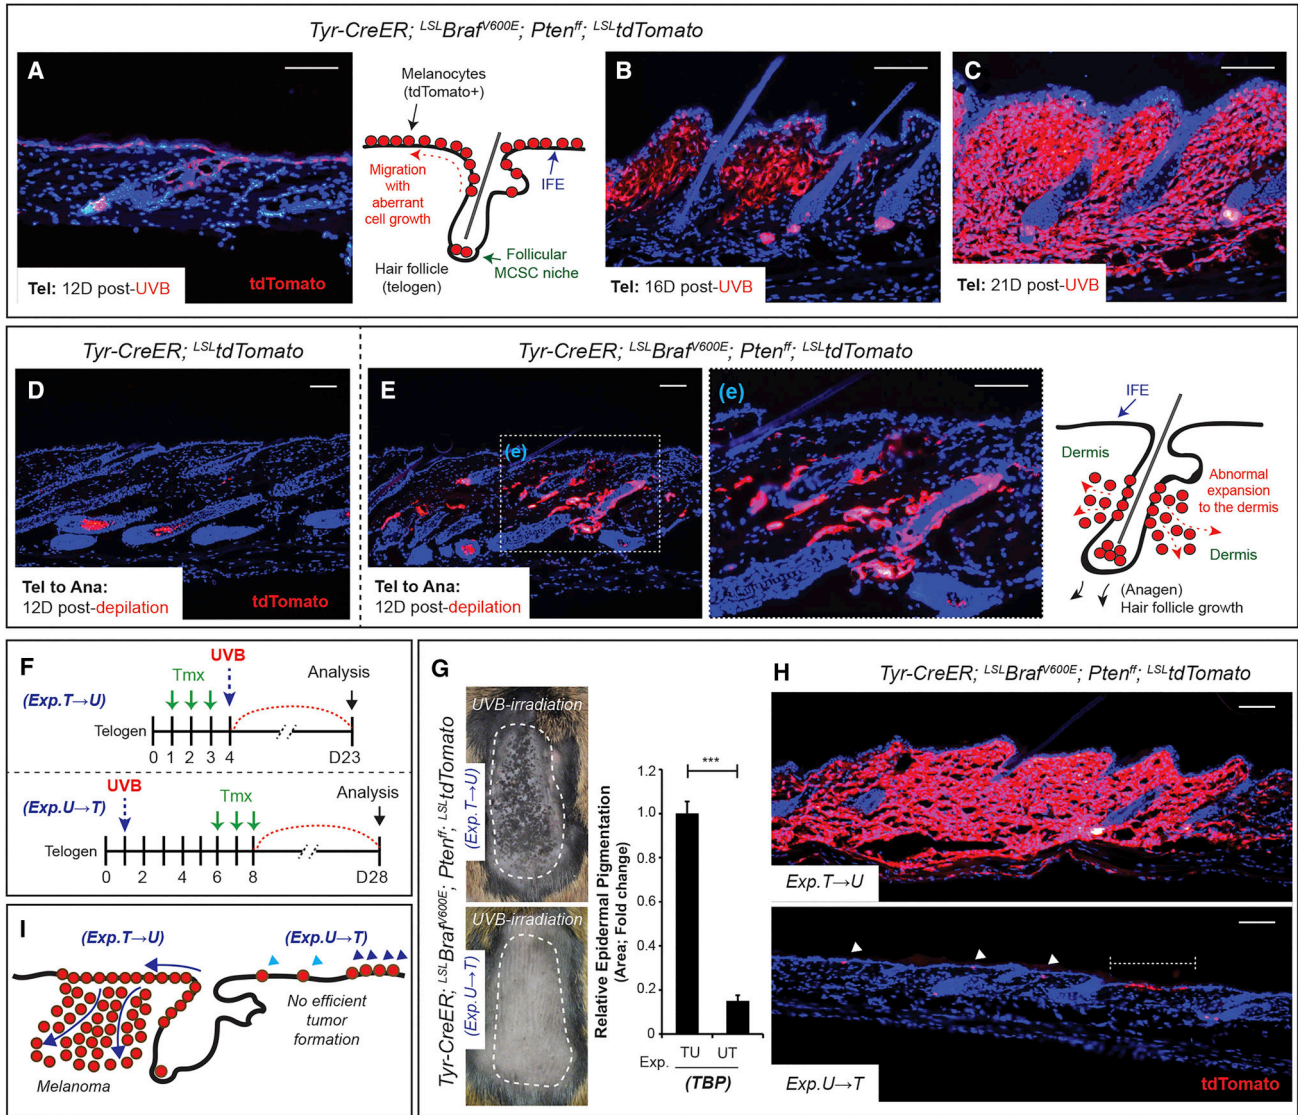 Tyr-CreER; LSLBrafV600E; Ptenff; LSLtdTomato
A
Tel: 12D post-UVB
tdTomato
Melanocytes
(tdTomato+)
Migration
with
aberrant
cell growth
IFE
Hair follicle
(telogen)
Follicular
MCSC niche
B
Tel: 16D post-UVB
C
Tel: 21D post-UVB
Tyr-CreER; LSLtdTomato
D
Tel to Ana:
12D post-depilation
tdTomato
Tyr-CreER; LSLBrafV600E; Ptenff; LSLtdTomato
E
(e)
Tel to Ana:
12D post-depilation
(e)
IFE
Dermis
Abnormal
expansion
to the dermis
Dermis
(Anagen)
Hair follicle growth
F
UVB
Tmx
Analysis
(Exp.T→U)
Telogen
0 1 2 3 4 D23
UVB
(Exp.U→T)
Tmx
Analysis
Telogen
0 2 4 6 8 D28
G
Tyr-CreER; LSLBrafV600E; Ptenff; LSLtdTomato
(Exp.T→U)
(Exp.U→T)
UVB-irradiation
UVB-irradiation
Relative Epidermal Pigmentation
(Area; Fold change)
1.2
1.0
0.8
0.6
0.4
0.2
0
***
Exp. TU UT
(TBP)
H
Tyr-CreER; LSLBrafV600E; Ptenff; LSLtdTomato
Exp.T→U
Exp.U→T
tdTomato
I
(Exp.T→U)
(Exp.U→T)
No efficient
tumor
formation
Melanoma